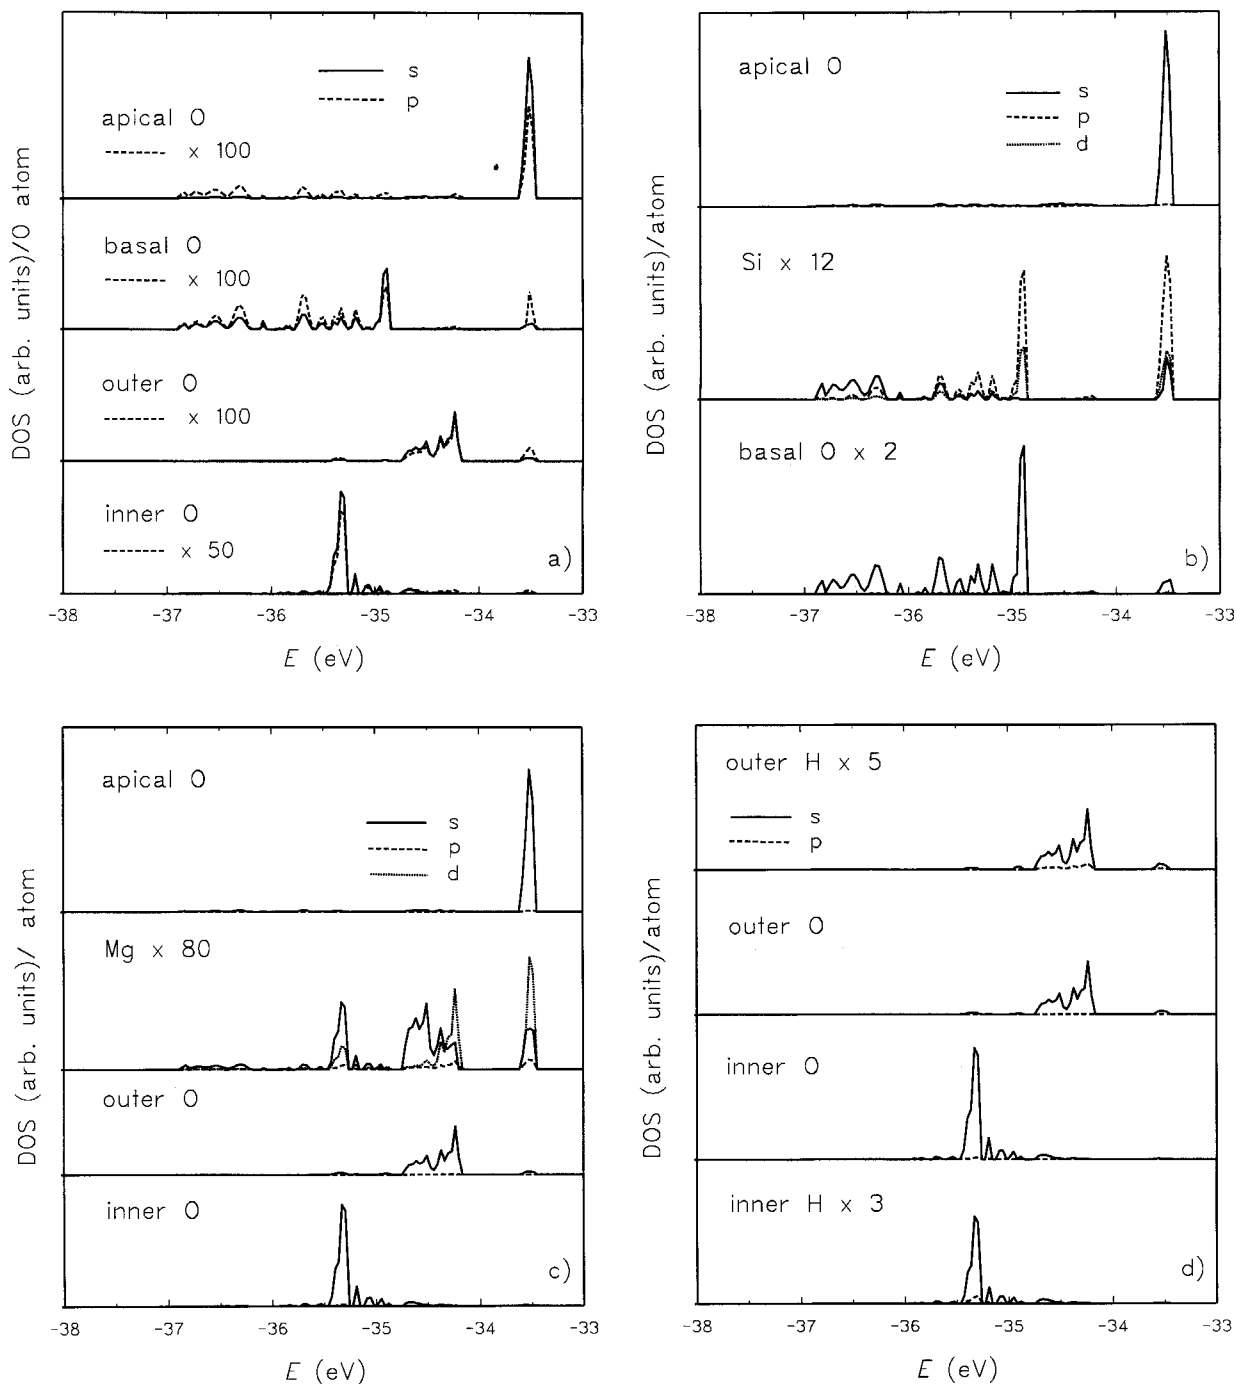 DOS (arb. units)/O atom
s
p
apical O
x 100
basal O
x 100
outer O
x 100
inner O
x 50
a)
-38 -37 -36 -35 -34 -33
E (eV)
DOS (arb. units)/atom
apical O
s
p
d
Si x 12
basal O x 2
b)
-38 -37 -36 -35 -34 -33
E (eV)
DOS (arb. units)/ atom
apical O
s
p
d
Mg x 80
outer O
inner O
c)
-38 -37 -36 -35 -34 -33
E (eV)
DOS (arb. units)/atom
outer H x 5
s
p
outer O
inner O
inner H x 3
d)
-38 -37 -36 -35 -34 -33
E (eV)